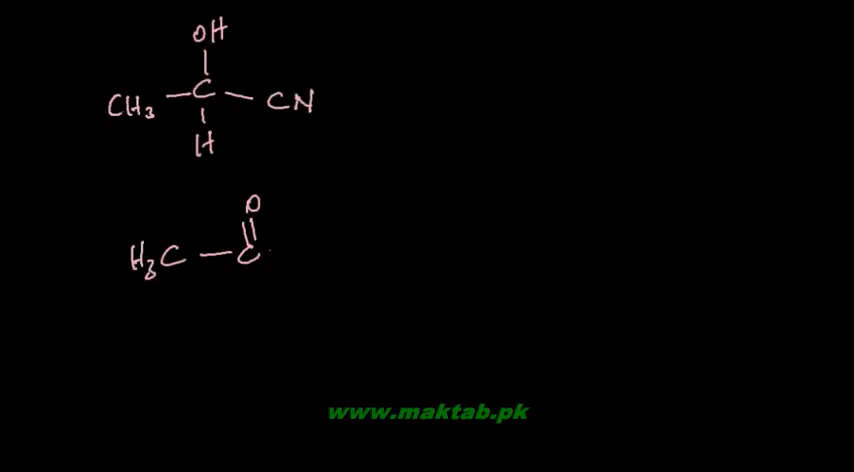 OH
CH₃ – C – CN
H
O
H₃C – C
www.maktab.pk